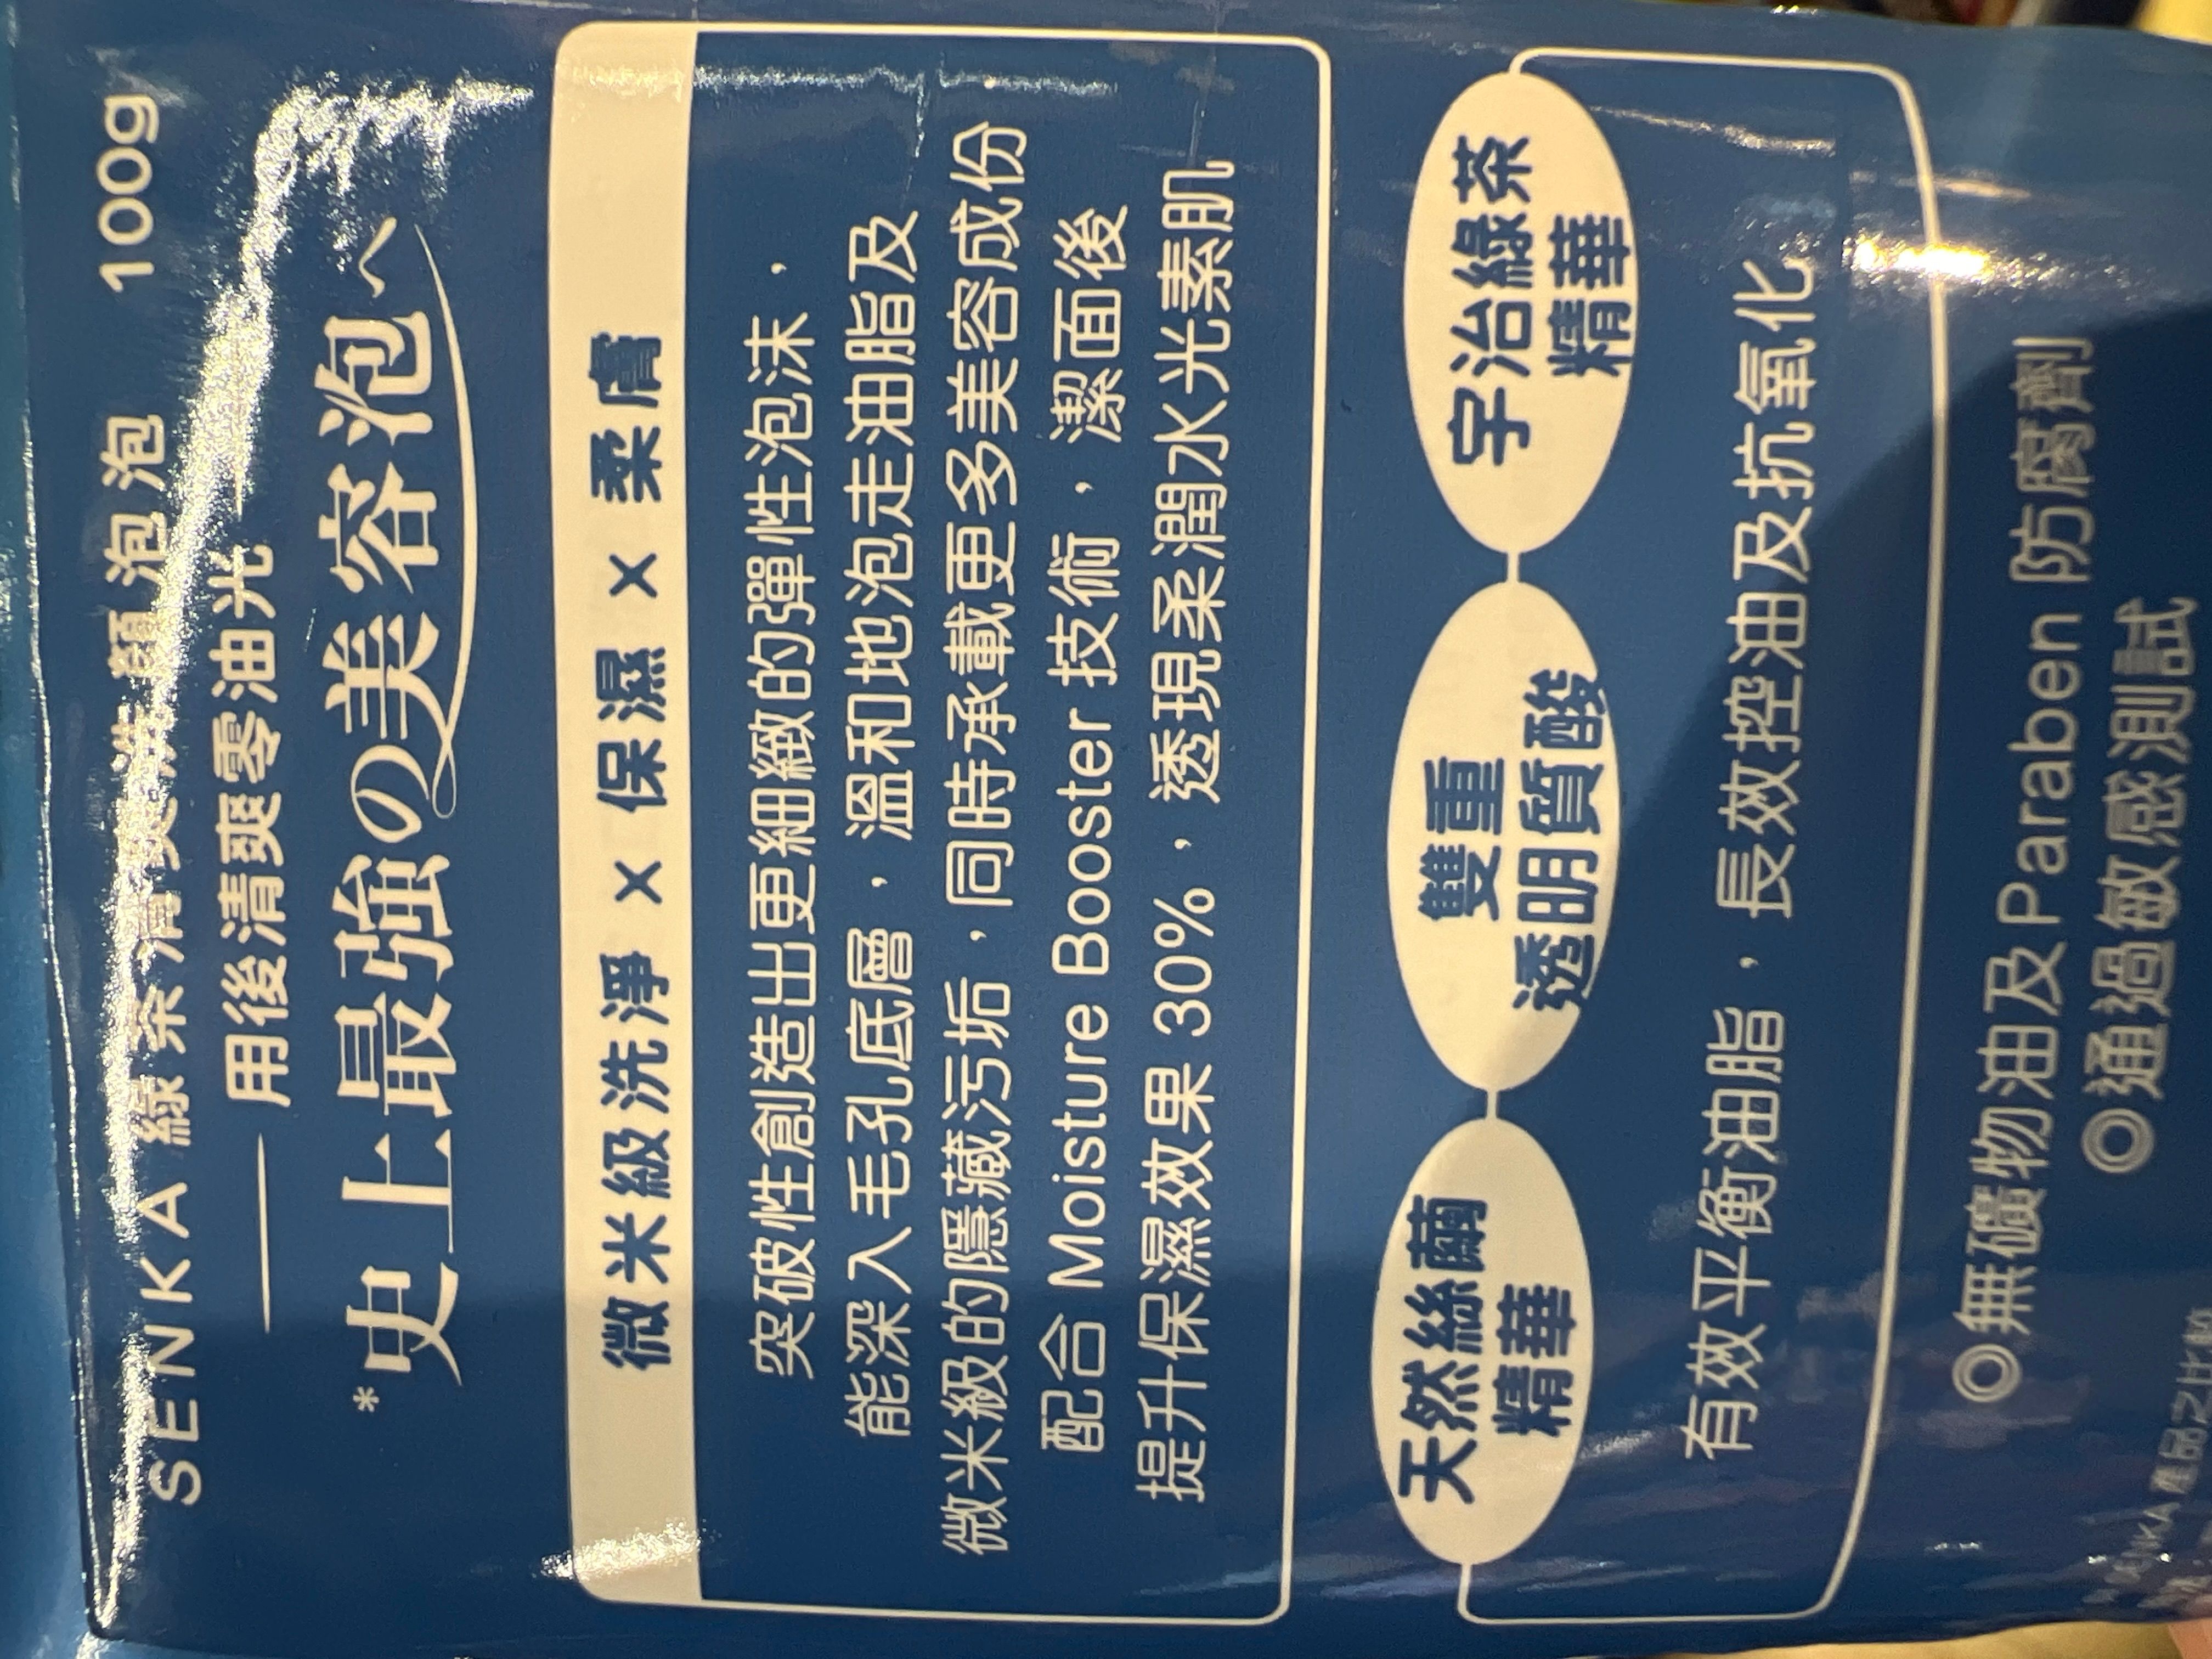 SENKA 綠茶清爽潔顏泡泡 100g
用後清爽零油光
*史上最強の美容泡へ
微米級洗淨 × 保濕 × 柔膚
突破性創造出更細緻的彈性泡沫，
能深入毛孔底層，溫和地泡走油脂及
微米級的隱藏污垢，同時承載更多美容成份
配合 Moisture Booster 技術，潔面後
提升保濕效果 30%，透現柔潤水光素肌
天然絲繭
精華
雙重
透明質酸
宇治綠茶
精華
有效平衡油脂，長效控油及抗氧化
◎無礦物油及Paraben 防腐劑
◎通過敏感測試
SENKA 產品之比較